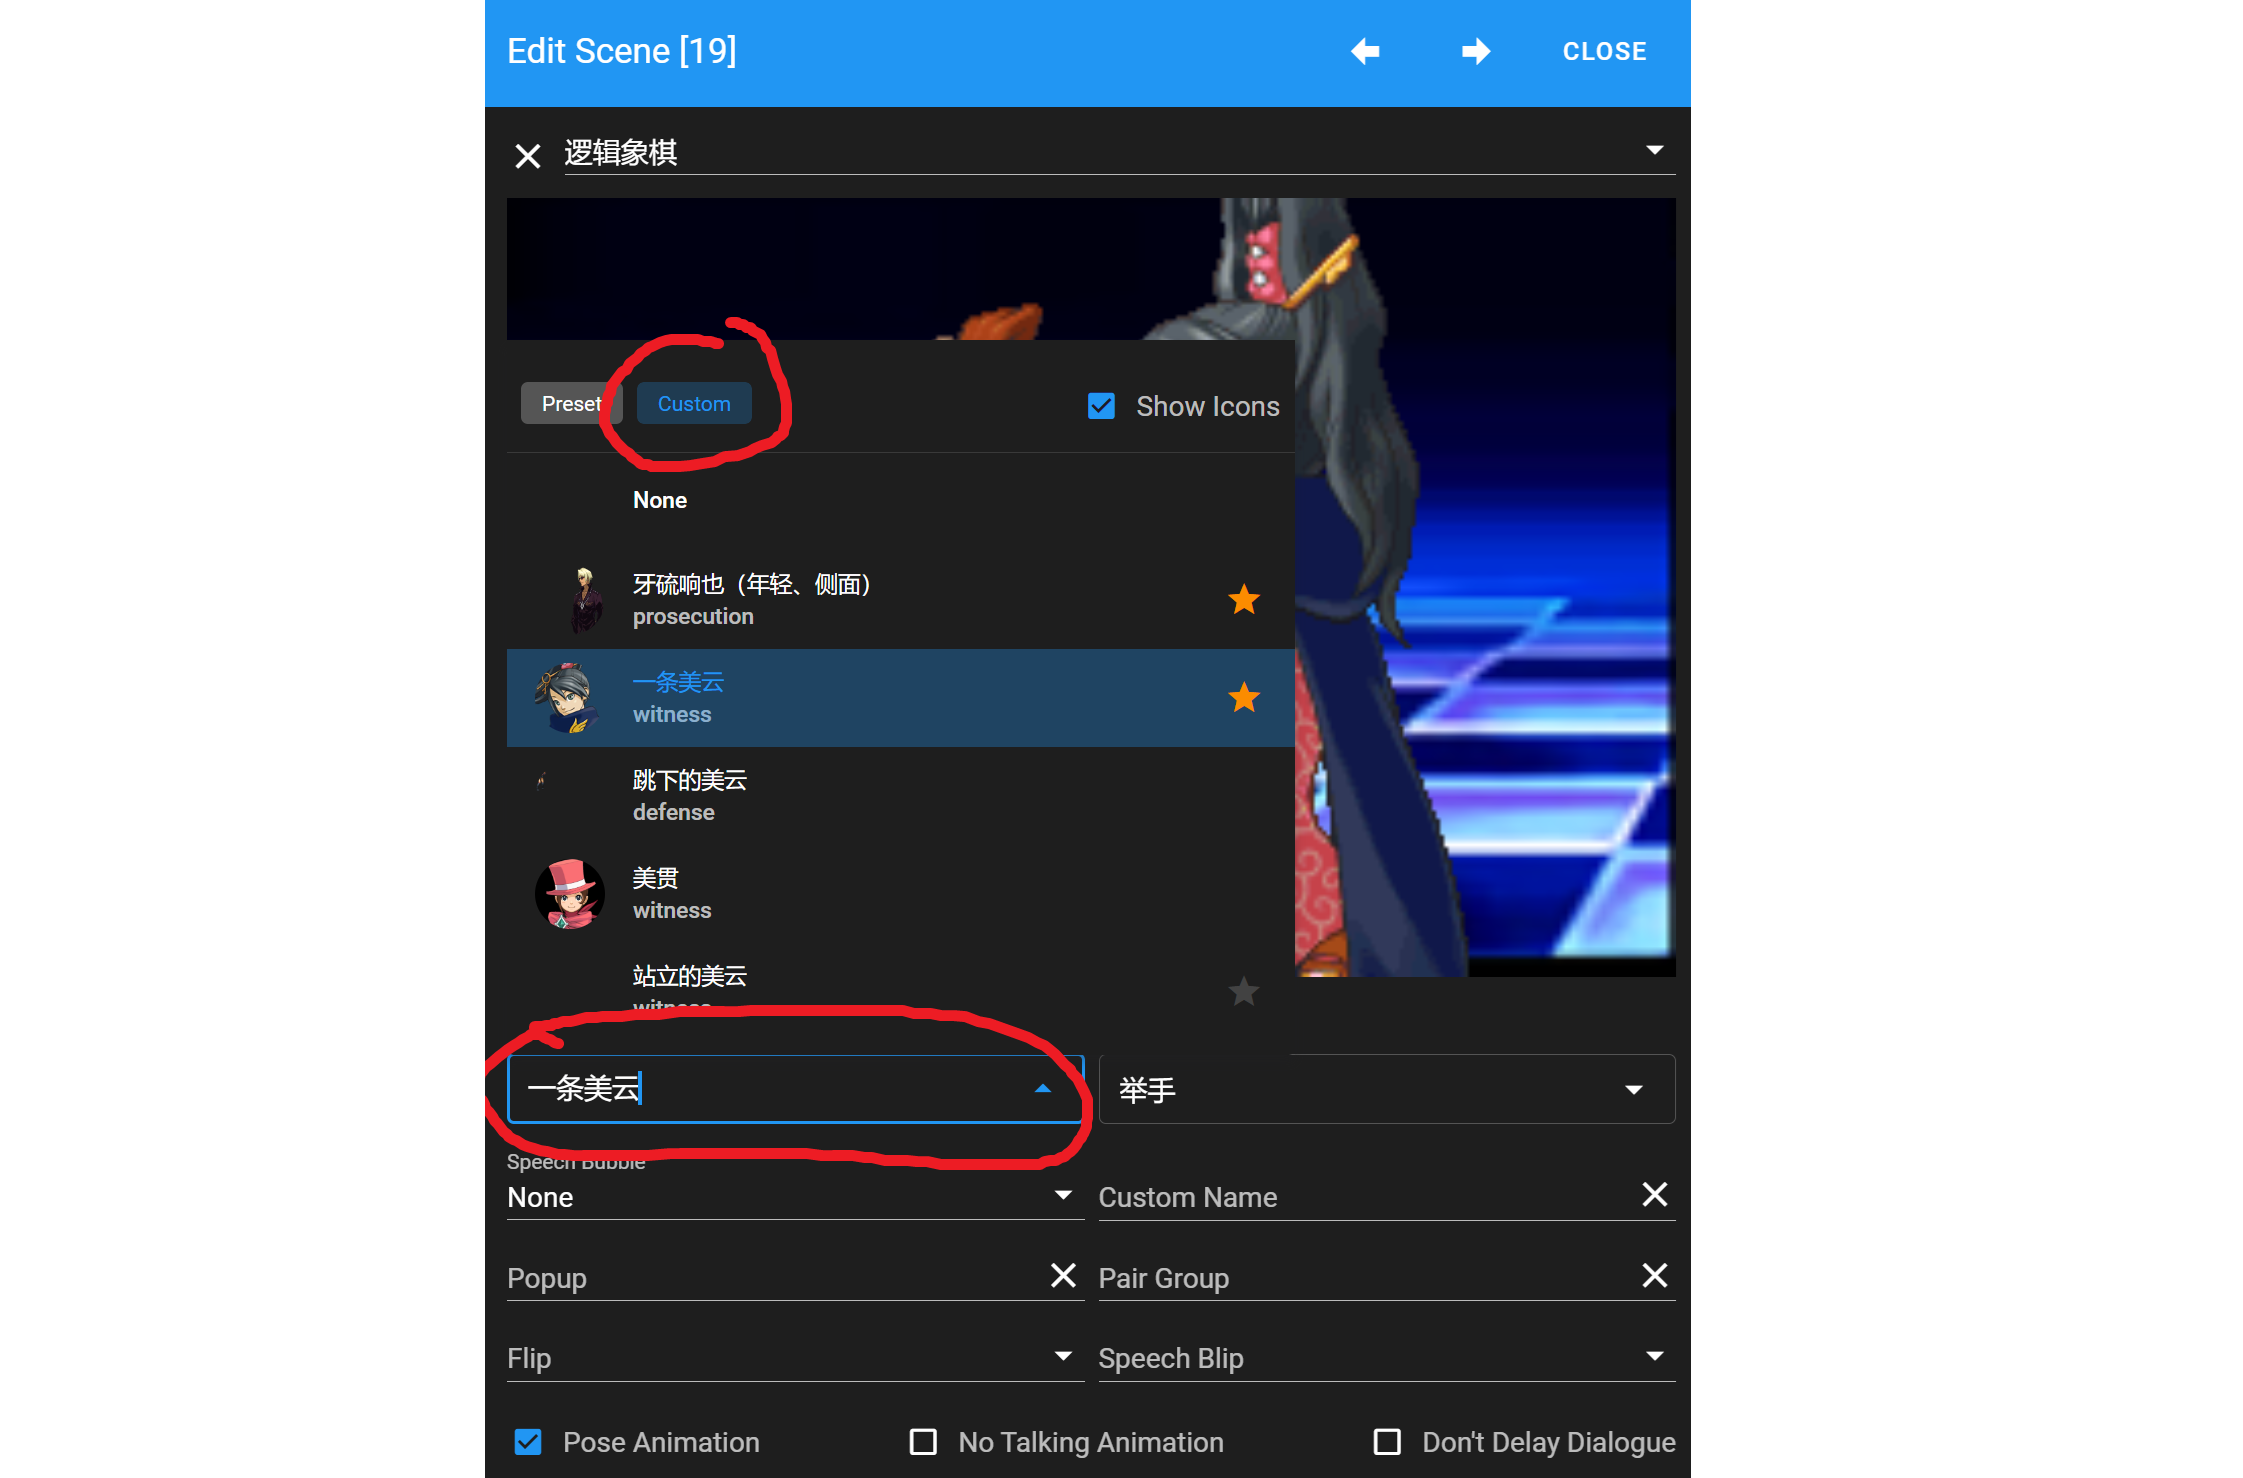 Edit Scene [19]
CLOSE
逻辑象棋
Preset
Custom
Show Icons
None
牙硫响也（年轻、侧面）
prosecution
一条美云
witness
跳下的美云
defense
美贯
witness
站立的美云
witness
一条美云
举手
Speech Bubble
None
Custom Name
Popup
Pair Group
Flip
Speech Blip
Pose Animation
No Talking Animation
Don't Delay Dialogue